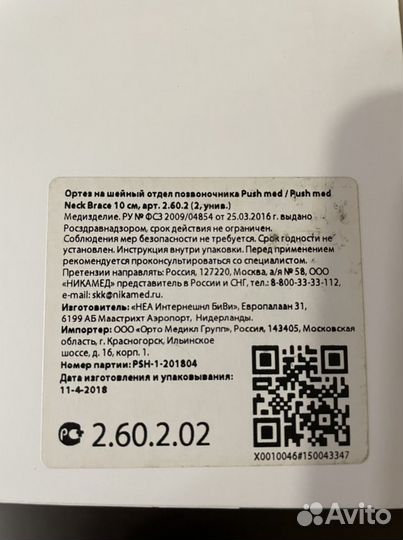 Ортез на шейный отдел позвоночника Push med / Push med
Neck Brace 10 см, арт. 2.60.2 (2, унив.)
Медизделие. РУ № ФСЗ 2009/04854 от 25.03.2016 г. выдано
Росздравнадзором, срок действия не ограничен.
Соблюдения мер безопасности не требуется. Срок годности не
установлен. Инструкция внутри упаковки. Перед применением
рекомендуется проконсультироваться со специалистом.
Претензии направлять: Россия, 127220, Москва, а/я № 58, ООО
«НИКАМЕД» представитель в России и СНГ, тел.: 8-800-33-33-112,
e-mail: skk@nikamed.ru
Изготовитель: «НЕА Интернешнл БиВи», Европалаан 31,
6199 АБ Маастрихт Аэропорт, Нидерланды.
Импортер: ООО «Орто Медикл Групп», Россия, 143405, Московская
область, г. Красногорск, Ильинское
шоссе, д. 16, корп. 1.
Номер партии: PSH-1-201804
Дата изготовления и упаковывания:
11-4-2018
2.60.2.02
X0010046#150043347
Avito